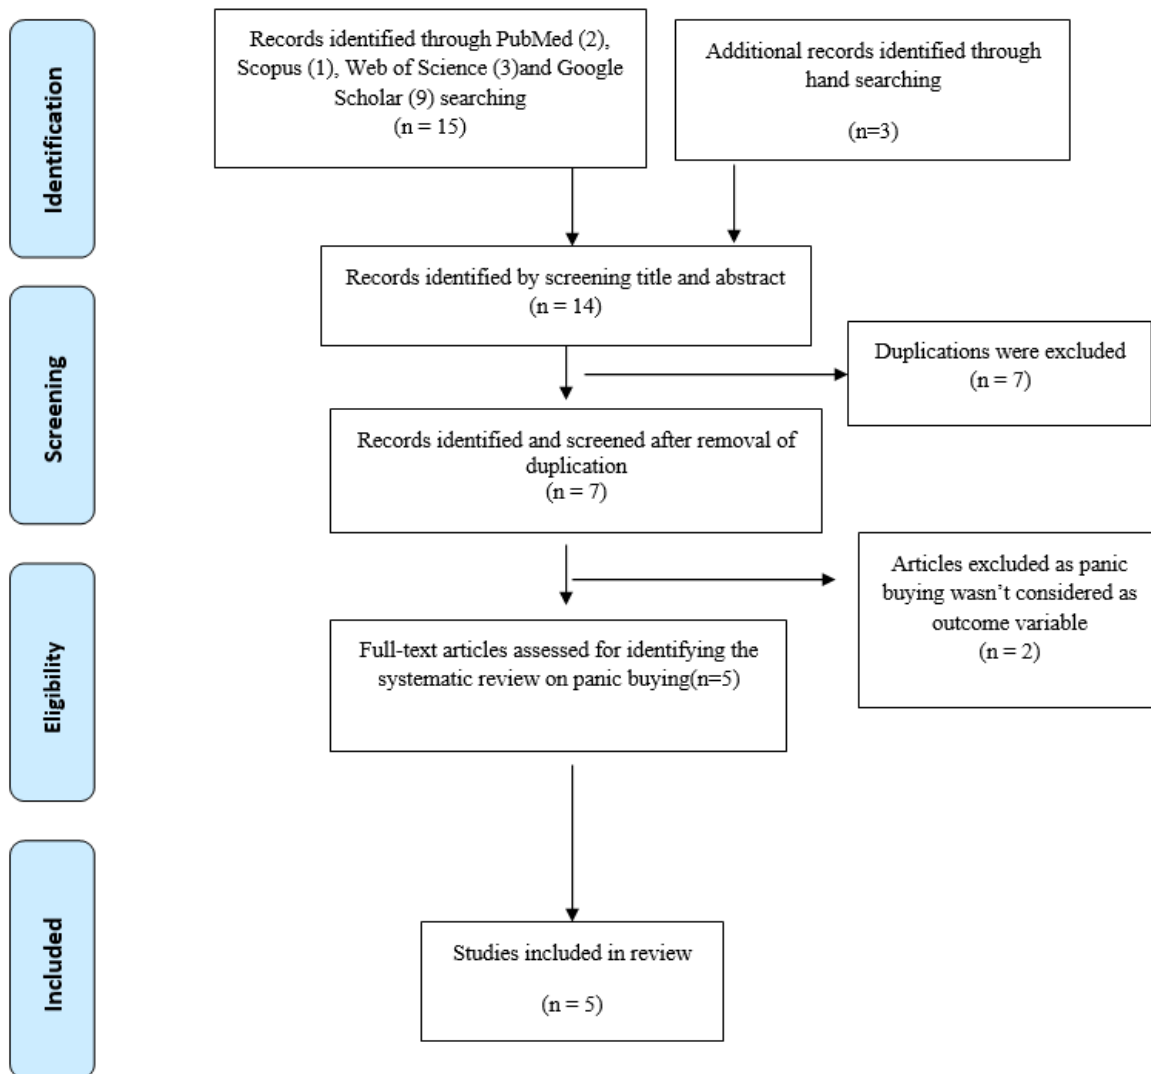 Identification
Records identified through PubMed (2),
Scopus (1), Web of Science (3)and Google
Scholar (9) searching
(n = 15)
Additional records identified through
hand searching
(n=3)
Records identified by screening title and abstract
(n = 14)
Screening
Duplications were excluded
(n = 7)
Records identified and screened after removal of
duplication
(n = 7)
Eligibility
Articles excluded as panic
buying wasn’t considered as
outcome variable
(n = 2)
Full-text articles assessed for identifying the
systematic review on panic buying(n=5)
Included
Studies included in review
(n = 5)